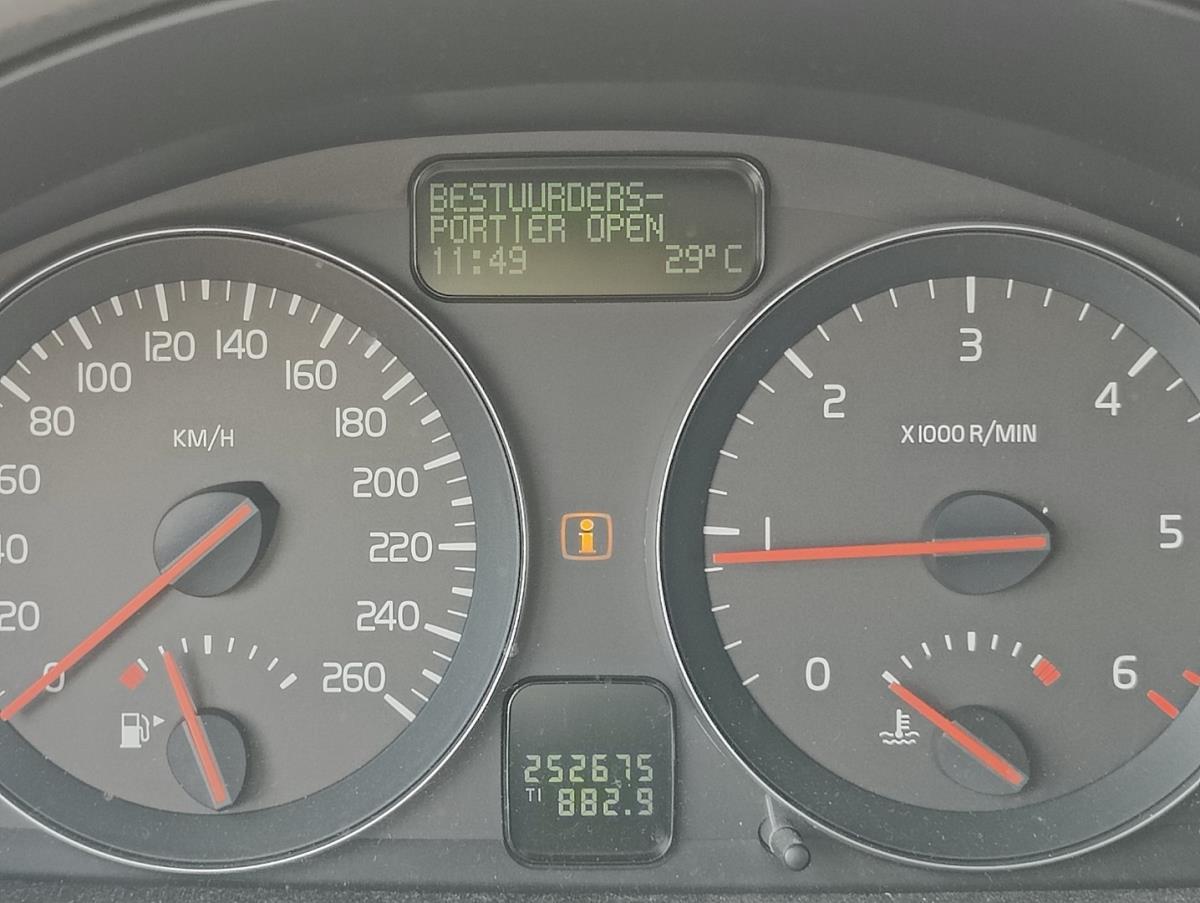 BESTUURDERS-
PORTIER OPEN
11:49 29°C
120 140
100 160
80 180
60 200
40 220
20 240
0 260
KM/H
i
3
2 4
1 5
0 6
X1000 R/MIN
252675
T1 882.9